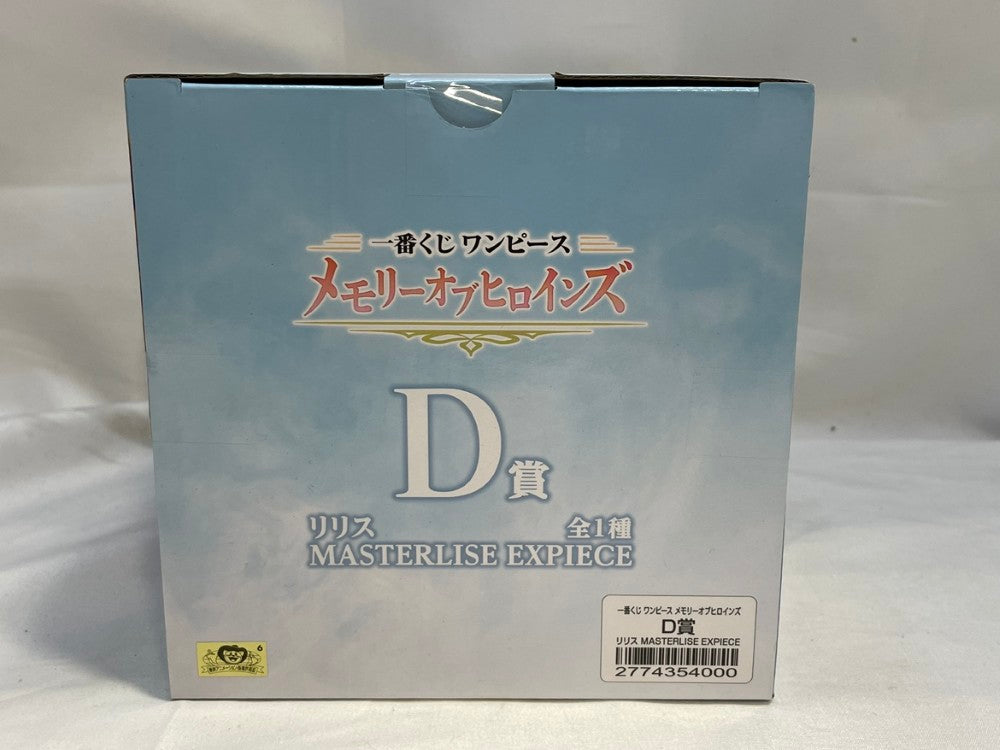 一番くじ ワンピース
メモリーオブヒロインズ
D賞
リリス 全1種
MASTERLISE EXPIECE
一番くじ ワンピース メモリーオブヒロインズ
D賞
リリス MASTERLISE EXPIECE
2774354000
6